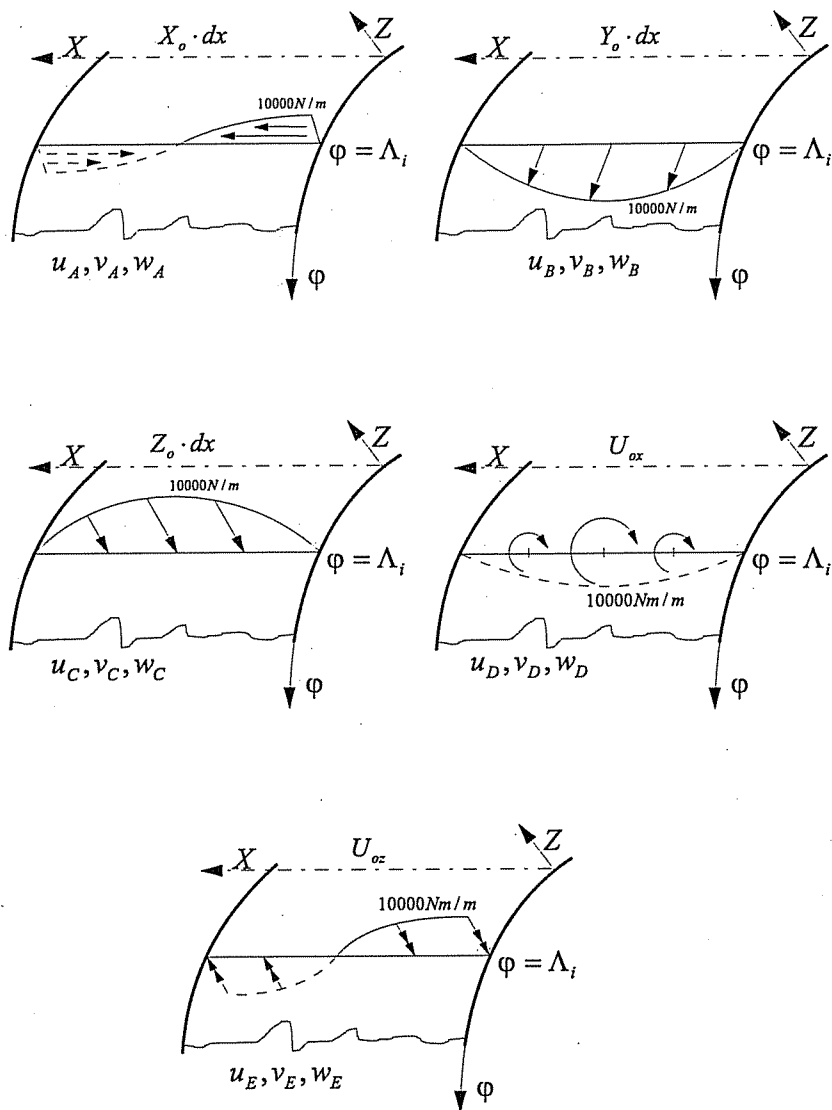 X X_o · dx Z
10000N/m
φ = Λ_i
u_A, v_A, w_A
φ
X Y_o · dx Z
φ = Λ_i
10000N/m
u_B, v_B, w_B
φ
X Z_o · dx Z
10000N/m
φ = Λ_i
u_C, v_C, w_C
φ
X U_ox Z
φ = Λ_i
10000Nm/m
u_D, v_D, w_D
φ
X U_oz Z
10000Nm/m
φ = Λ_i
u_E, v_E, w_E
φ